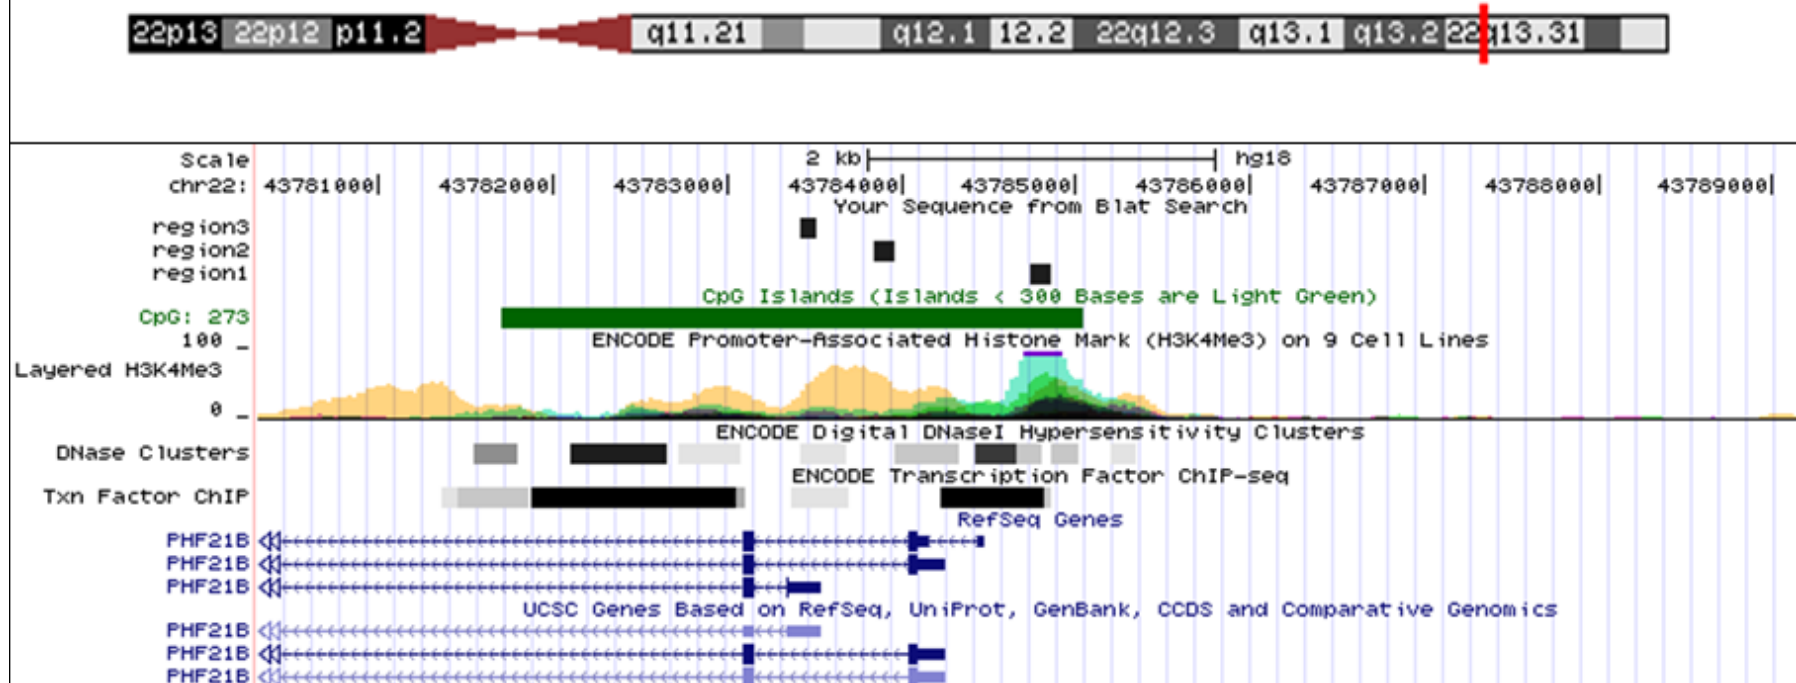 22p13 22p12 p11.2 q11.21 q12.1 12.2 22q12.3 q13.1 q13.2 22q13.31
Scale 2 kb hg18
chr22: 43781000 43782000 43783000 43784000 43785000 43786000 43787000 43788000 43789000
Your Sequence from Blat Search
region3
region2
region1
CpG Islands (Islands < 300 Bases are Light Green)
CpG: 273
ENCODE Promoter-Associated Histone Mark (H3K4Me3) on 9 Cell Lines
100
Layered H3K4Me3
0
ENCODE Digital DNaseI Hypersensitivity Clusters
DNase Clusters
ENCODE Transcription Factor ChIP-seq
Txn Factor ChIP
RefSeq Genes
PHF21B
PHF21B
PHF21B
UCSC Genes Based on RefSeq, UniProt, GenBank, CCDS and Comparative Genomics
PHF21B
PHF21B
PHF21B